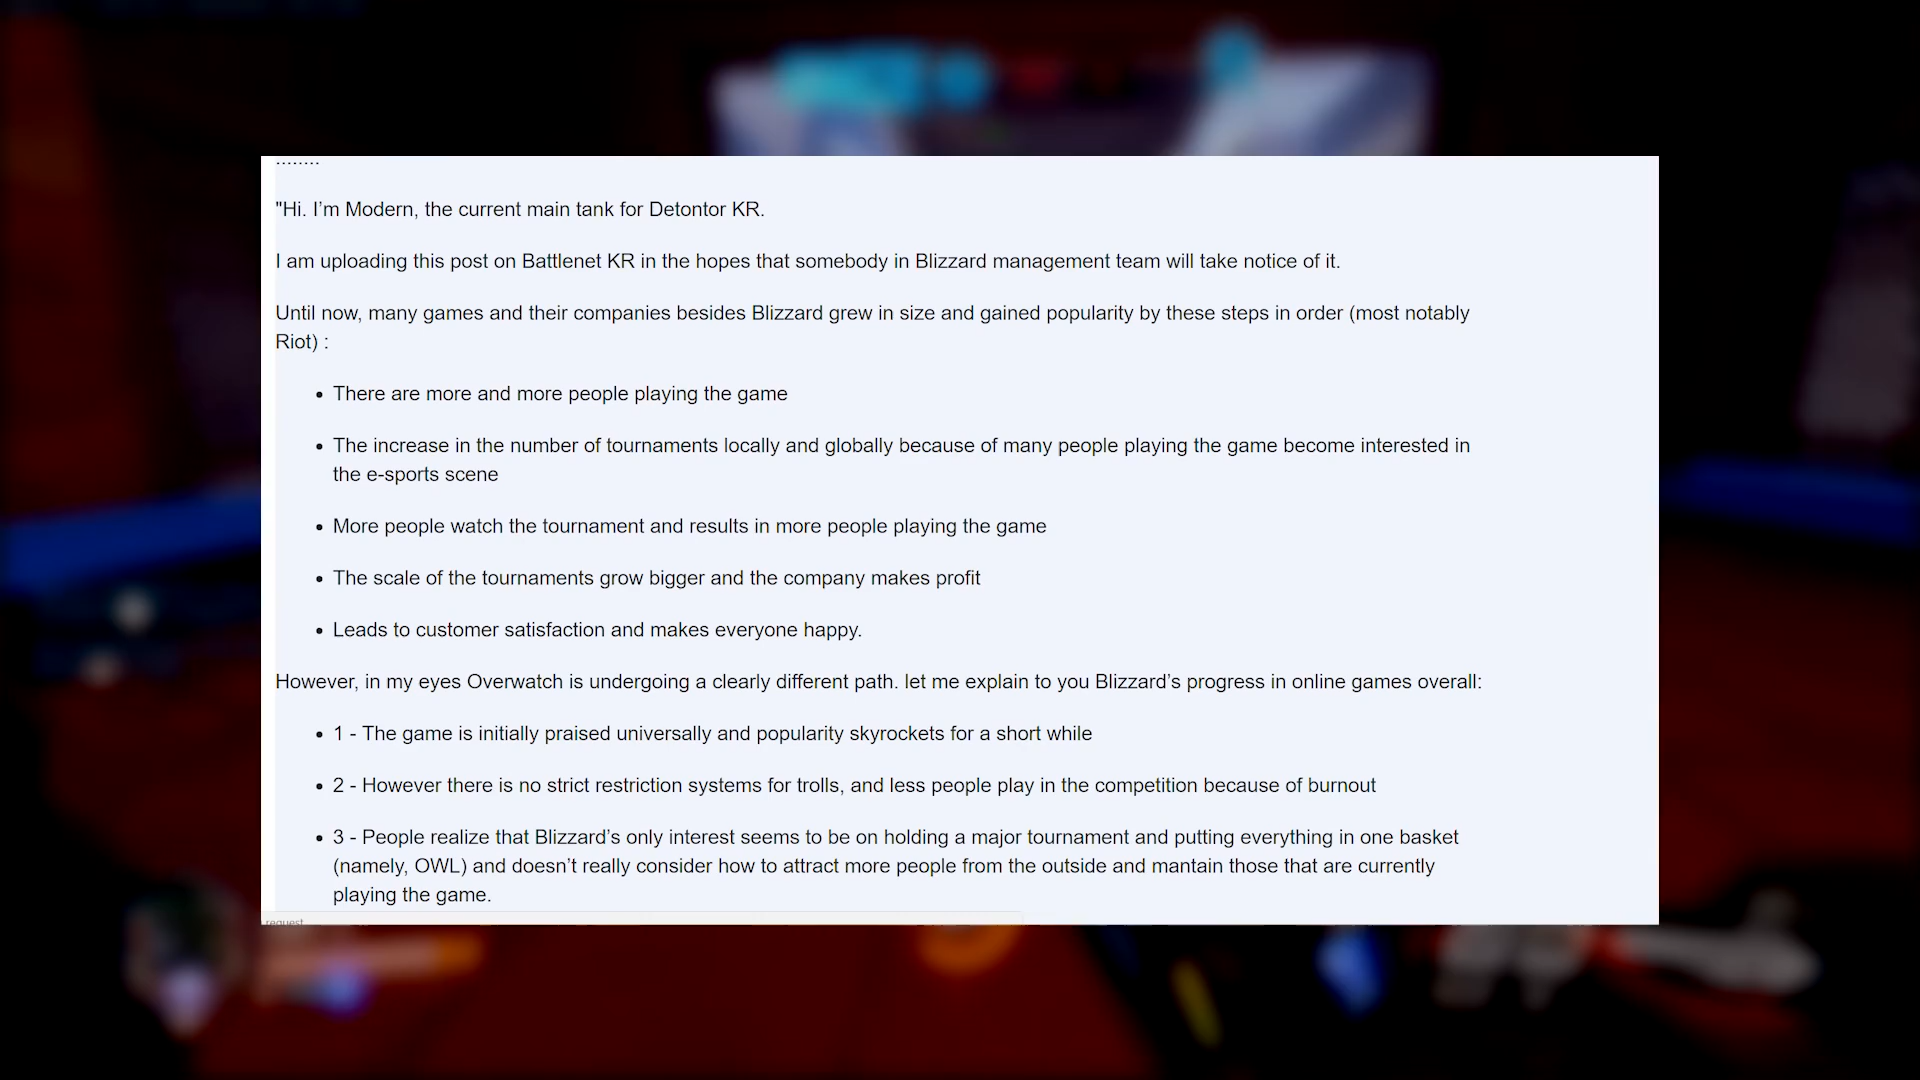 ........
"Hi. I’m Modern, the current main tank for Detontor KR.
I am uploading this post on Battlenet KR in the hopes that somebody in Blizzard management team will take notice of it.
Until now, many games and their companies besides Blizzard grew in size and gained popularity by these steps in order (most notably
Riot) :
• There are more and more people playing the game
• The increase in the number of tournaments locally and globally because of many people playing the game become interested in
the e-sports scene
• More people watch the tournament and results in more people playing the game
• The scale of the tournaments grow bigger and the company makes profit
• Leads to customer satisfaction and makes everyone happy.
However, in my eyes Overwatch is undergoing a clearly different path. let me explain to you Blizzard’s progress in online games overall:
• 1 - The game is initially praised universally and popularity skyrockets for a short while
• 2 - However there is no strict restriction systems for trolls, and less people play in the competition because of burnout
• 3 - People realize that Blizzard’s only interest seems to be on holding a major tournament and putting everything in one basket
(namely, OWL) and doesn’t really consider how to attract more people from the outside and mantain those that are currently
playing the game.
request